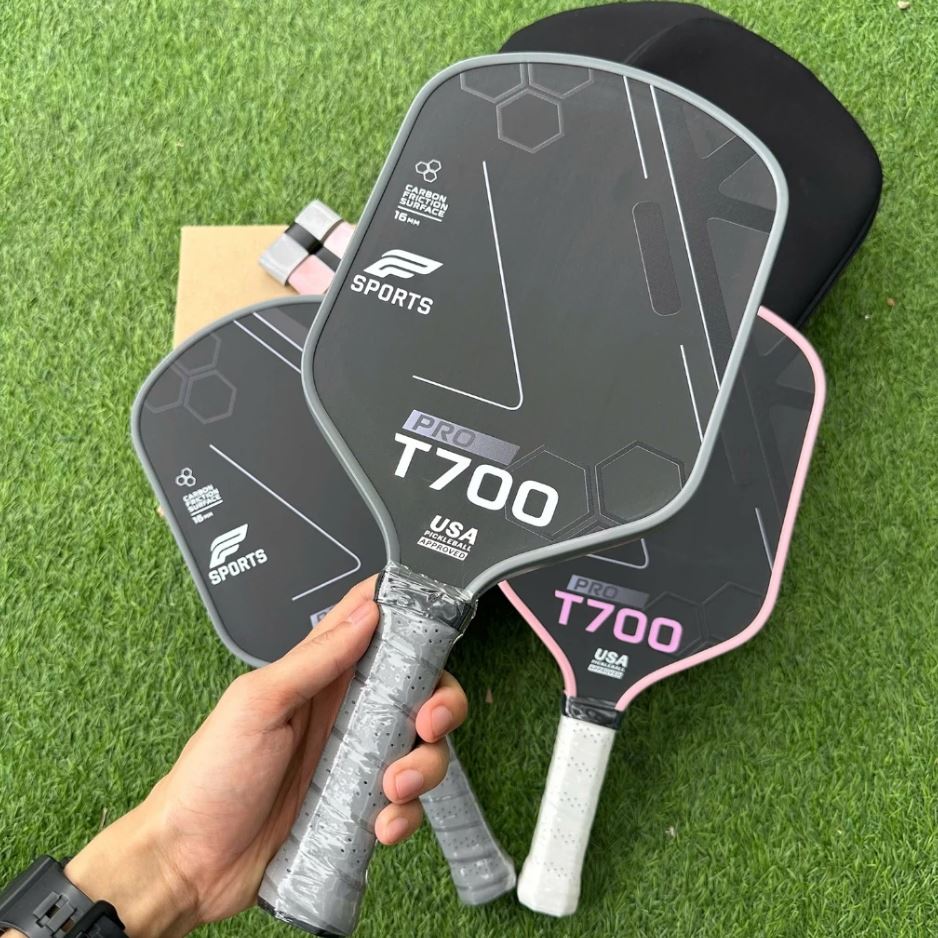 CARBON
FRICTION
SURFACE
16MM
SPORTS
PRO
T700
USA
PICKLEBALL
APPROVED
CARBON
FRICTION
SURFACE
16MM
SPORTS
PRO
T700
USA
PICKLEBALL
APPROVED